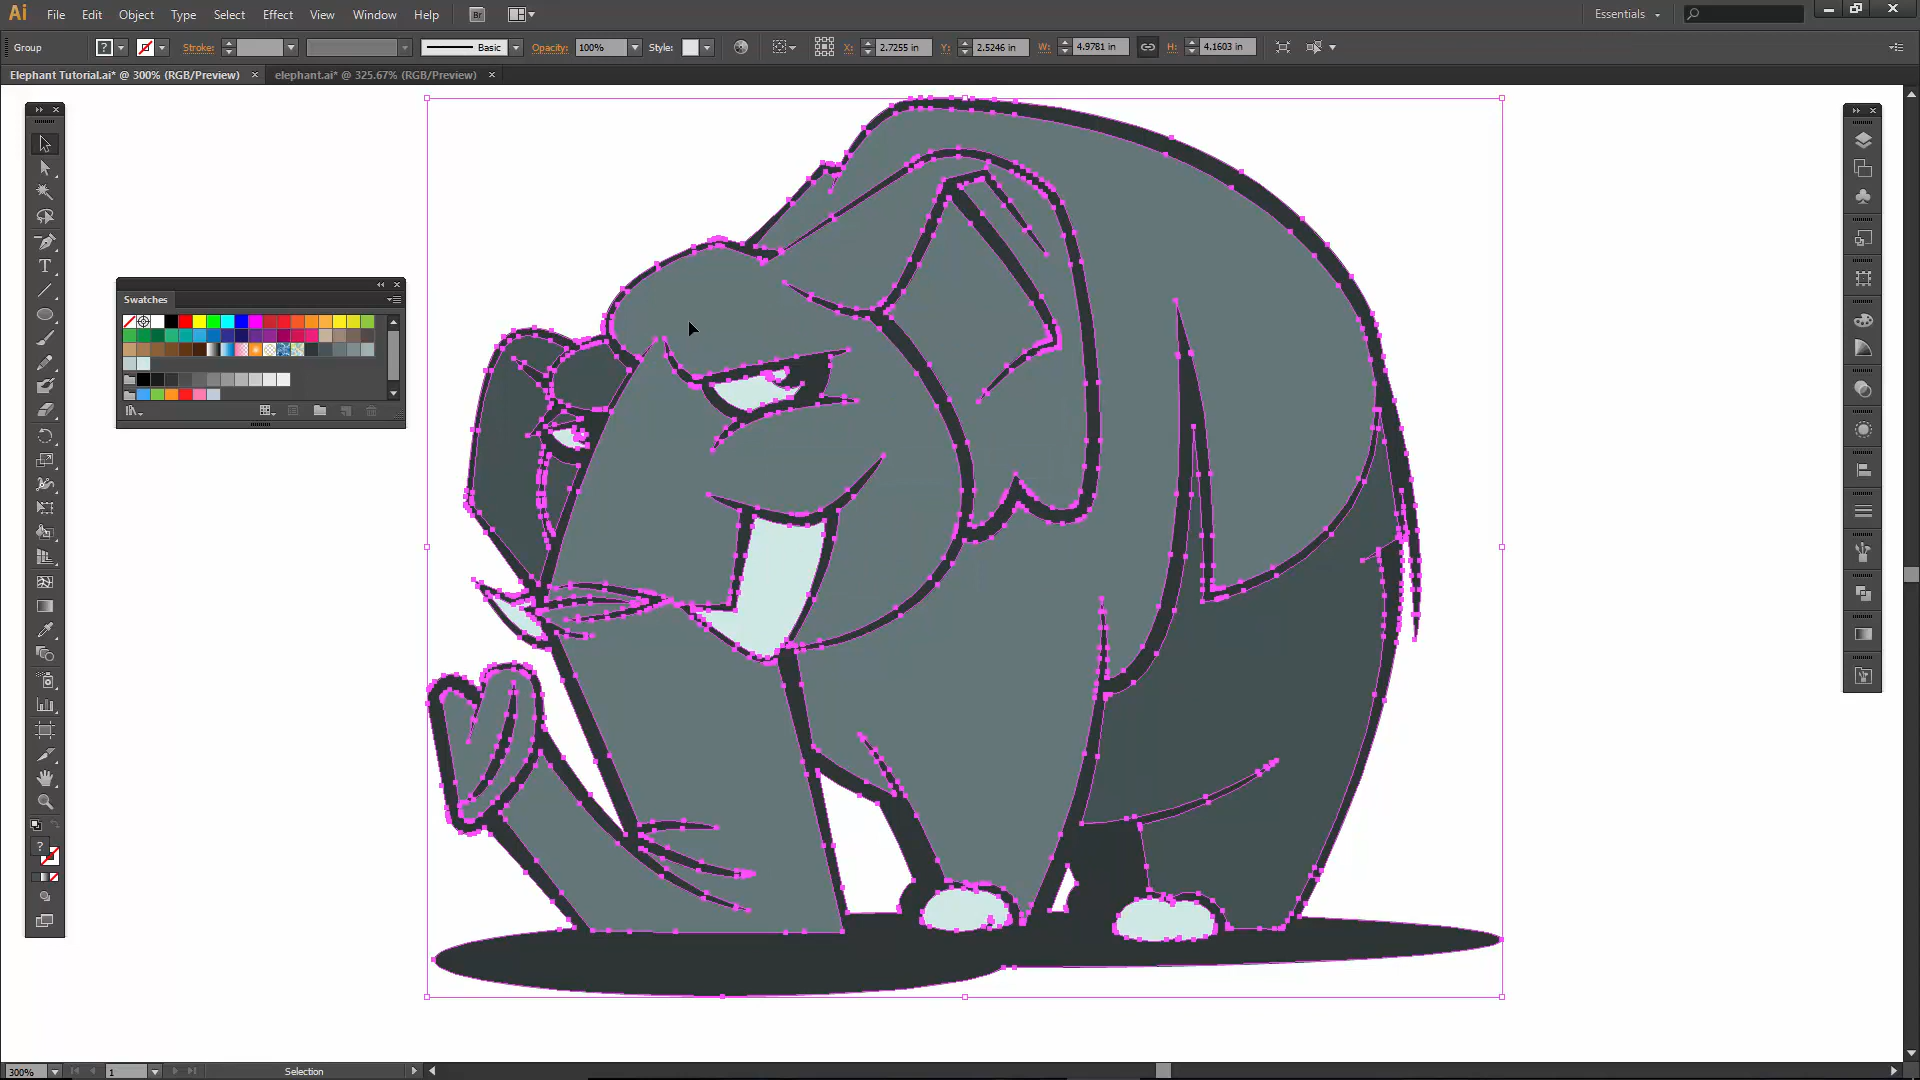 Ai File Edit Object Type Select Effect View Window Help Br Essentials
Group ? Stroke: Basic Opacity: 100% Style: X: 2.7255 in Y: 2.5246 in W: 4.9781 in H: 4.1603 in
Elephant Tutorial.ai* @ 300% (RGB/Preview) × elephant.ai* @ 325.67% (RGB/Preview) ×
Swatches
T
?
300% 1 Selection